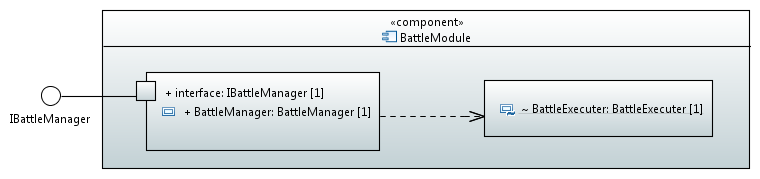 «component»
BattleModule
+ interface: IBattleManager [1]
+ BattleManager: BattleManager [1]
~ BattleExecuter: BattleExecuter [1]
IBattleManager